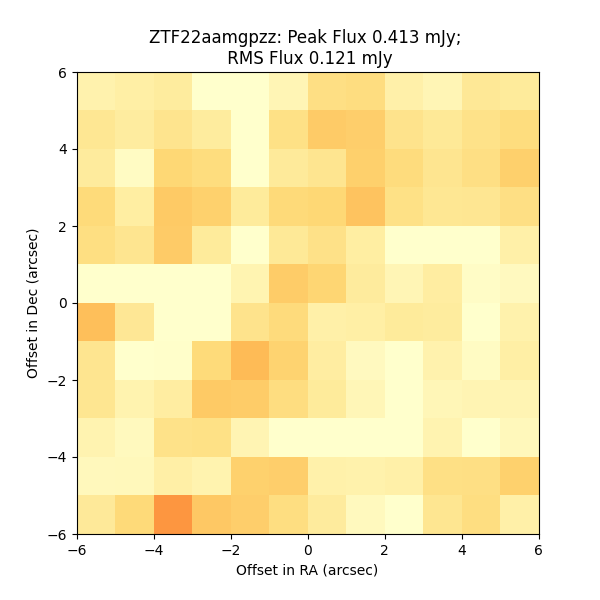 ZTF22aamgpzz: Peak Flux 0.413 mJy;
RMS Flux 0.121 mJy
6
4
2
0
−2
−4
−6
Offset in Dec (arcsec)
−6 −4 −2 0 2 4 6
Offset in RA (arcsec)